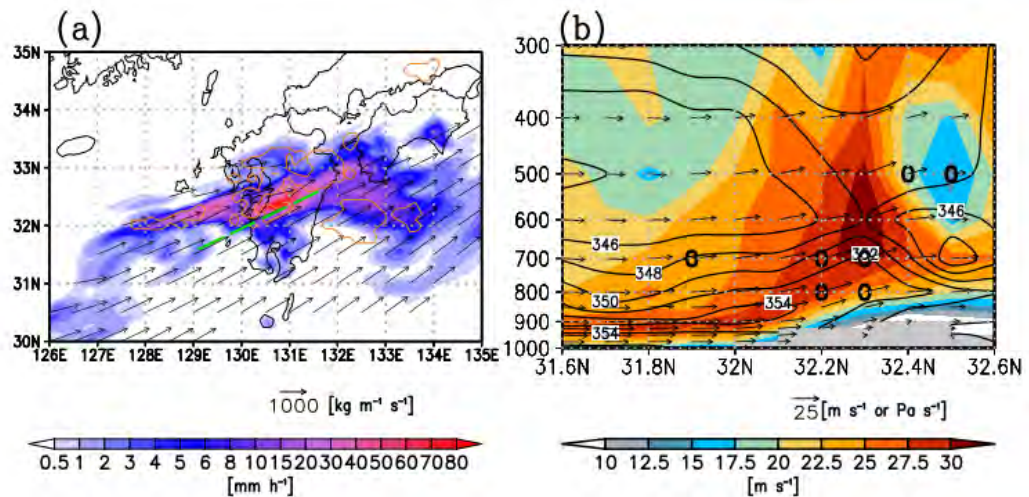 (a)
35N
34N
33N
32N
31N
30N
126E 127E 128E 129E 130E 131E 132E 133E 134E 135E
1000 [kg m⁻¹ s⁻¹]
0.5 1 2 3 4 5 6 8 10 15 20 30 40 50 60 70 80
[mm h⁻¹]
(b)
300
400
500
600
700
800
900
1000
0 0
346
346
0 0 0 352
348
350 0 0
354
354
31.6N 31.8N 32N 32.2N 32.4N 32.6N
25 [m s⁻¹ or Pa s⁻¹]
10 12.5 15 17.5 20 22.5 25 27.5 30
[m s⁻¹]